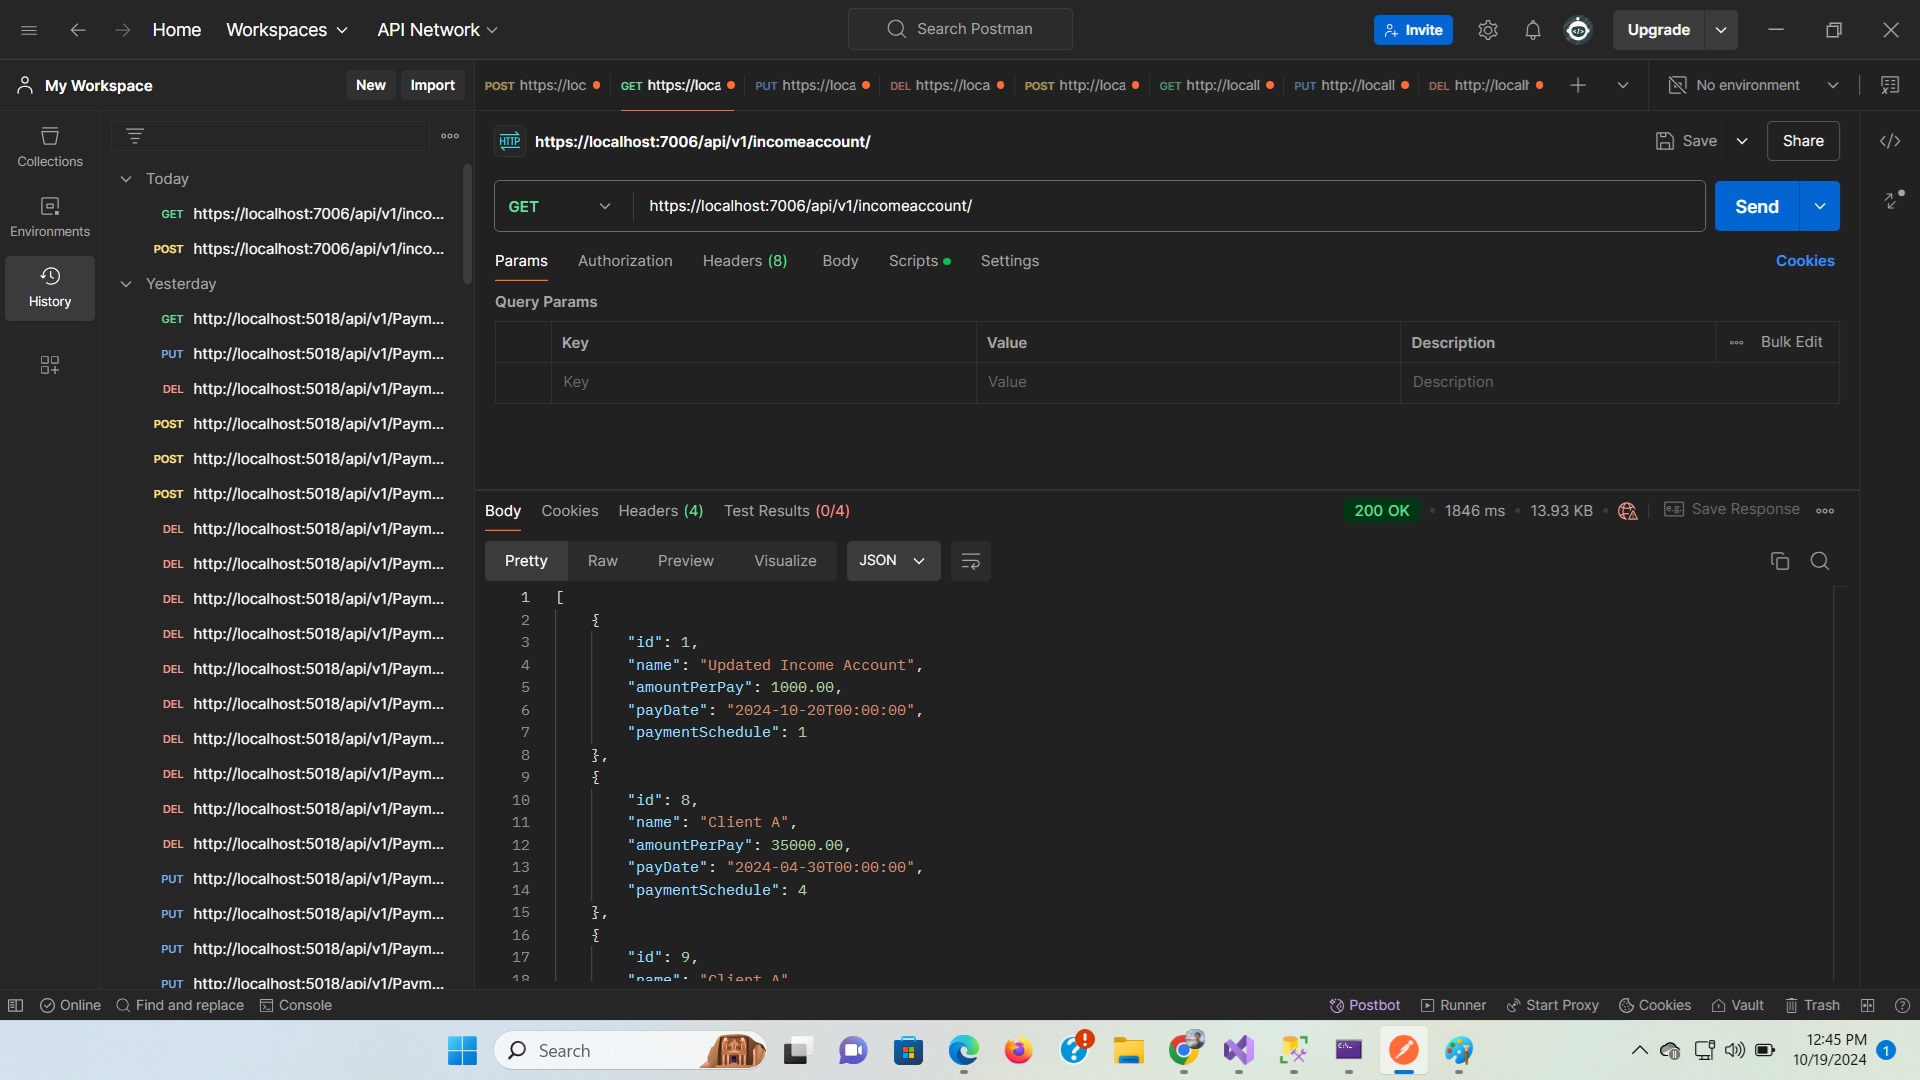 Home
Workspaces
API Network
Search Postman
Invite
Upgrade
My Workspace
New
Import
POST https://loc
GET https://loca
PUT https://loca
DEL https://loca
POST http://loca
GET http://locall
PUT http://locall
DEL http://localh
No environment
Collections
Environments
History
Today
GET https://localhost:7006/api/v1/inco...
POST https://localhost:7006/api/v1/inco...
Yesterday
GET http://localhost:5018/api/v1/Paym...
PUT http://localhost:5018/api/v1/Paym...
DEL http://localhost:5018/api/v1/Paym...
POST http://localhost:5018/api/v1/Paym...
POST http://localhost:5018/api/v1/Paym...
POST http://localhost:5018/api/v1/Paym...
DEL http://localhost:5018/api/v1/Paym...
DEL http://localhost:5018/api/v1/Paym...
DEL http://localhost:5018/api/v1/Paym...
DEL http://localhost:5018/api/v1/Paym...
DEL http://localhost:5018/api/v1/Paym...
DEL http://localhost:5018/api/v1/Paym...
DEL http://localhost:5018/api/v1/Paym...
DEL http://localhost:5018/api/v1/Paym...
DEL http://localhost:5018/api/v1/Paym...
DEL http://localhost:5018/api/v1/Paym...
PUT http://localhost:5018/api/v1/Paym...
PUT http://localhost:5018/api/v1/Paym...
PUT http://localhost:5018/api/v1/Paym...
PUT http://localhost:5018/api/v1/Paym...
HTTP https://localhost:7006/api/v1/incomeaccount/
Save
Share
GET https://localhost:7006/api/v1/incomeaccount/
Send
Params Authorization Headers (8) Body Scripts Settings Cookies
Query Params
Key Value Description Bulk Edit
Key Value Description
Body Cookies Headers (4) Test Results (0/4) 200 OK 1846 ms 13.93 KB e.g. Save Response
Pretty Raw Preview Visualize JSON
1 [
2 {
3 "id": 1,
4 "name": "Updated Income Account",
5 "amountPerPay": 1000.00,
6 "payDate": "2024-10-20T00:00:00",
7 "paymentSchedule": 1
8 },
9 {
10 "id": 8,
11 "name": "Client A",
12 "amountPerPay": 35000.00,
13 "payDate": "2024-04-30T00:00:00",
14 "paymentSchedule": 4
15 },
16 {
17 "id": 9,
18 "name": "Client A"
Online Find and replace Console Postbot Runner Start Proxy Cookies Vault Trash
Search
12:45 PM
10/19/2024
1